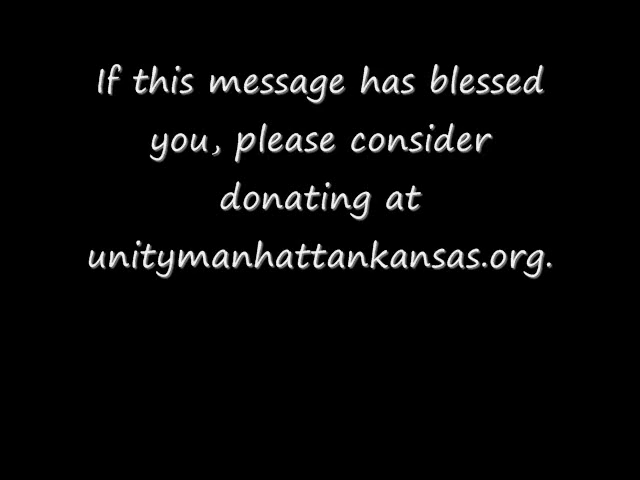 If this message has blessed
you, please consider
donating at
unitymanhattankansas.org.